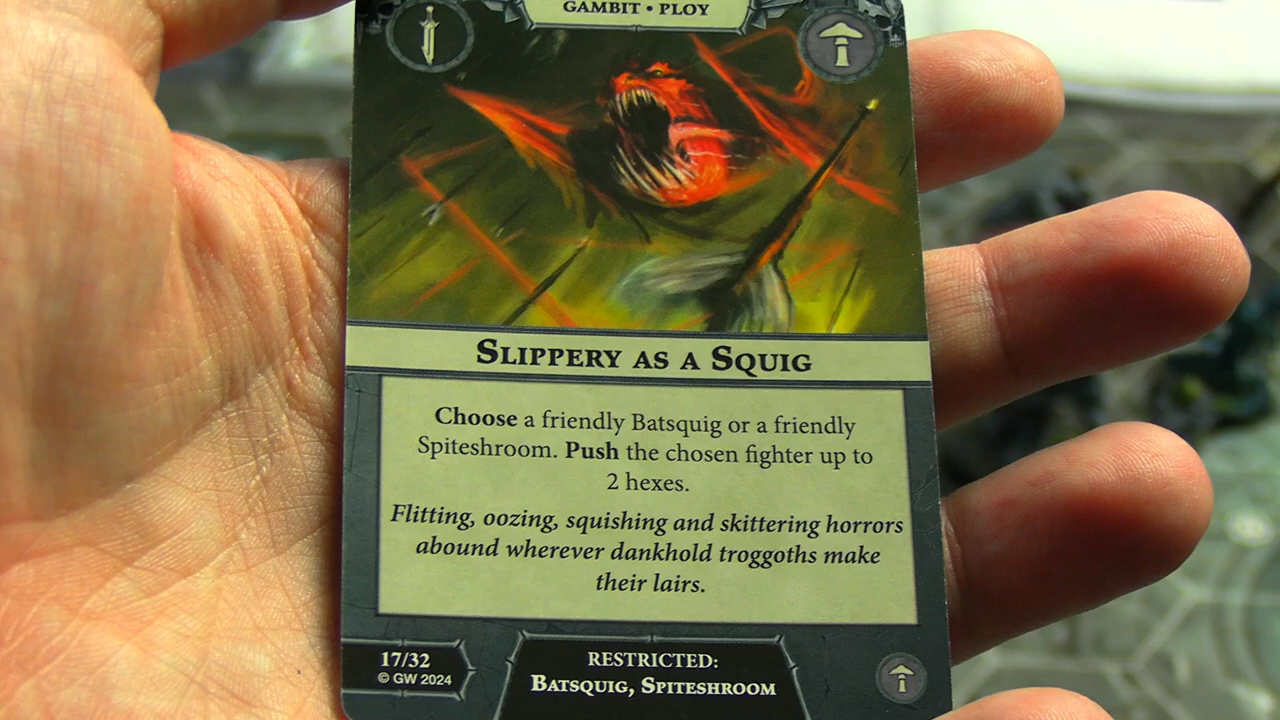 GAMBIT • PLOY
SLIPPERY AS A SQUIG
Choose a friendly Batsquig or a friendly
Spiteshroom. Push the chosen fighter up to
2 hexes.
Flitting, oozing, squishing and skittering horrors
abound wherever dankhold troggoths make
their lairs.
17/32
© GW 2024
RESTRICTED:
BATSQUIG, SPITESHROOM